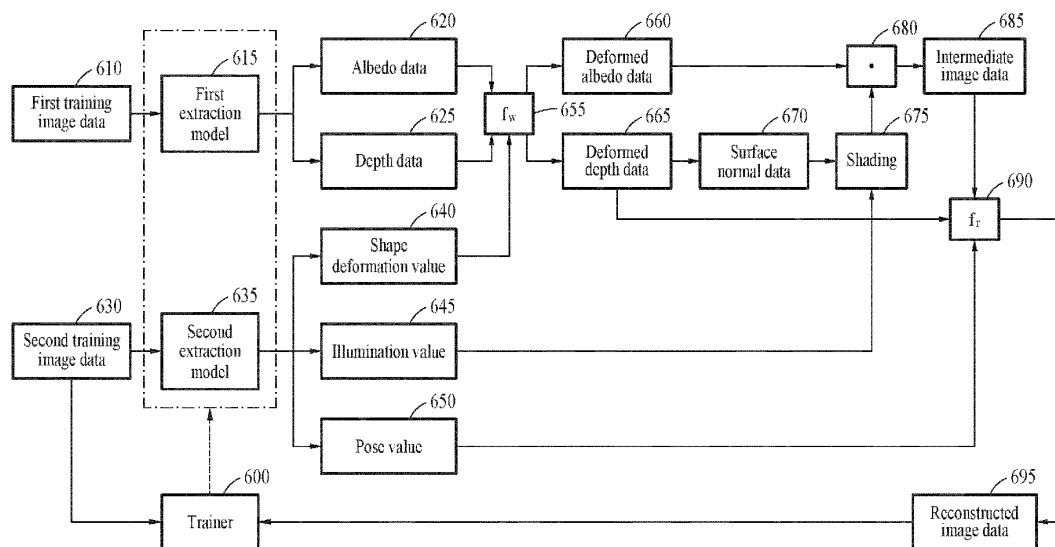 610
First training
image data
615
First
extraction
model
620
Albedo data
625
Depth data
630
Second training
image data
635
Second
extraction
model
640
Shape
deformation value
645
Illumination value
650
Pose value
fw
655
660
Deformed
albedo data
665
Deformed
depth data
670
Surface
normal data
675
Shading
680
685
Intermediate
image data
690
fr
600
Trainer
695
Reconstructed
image data